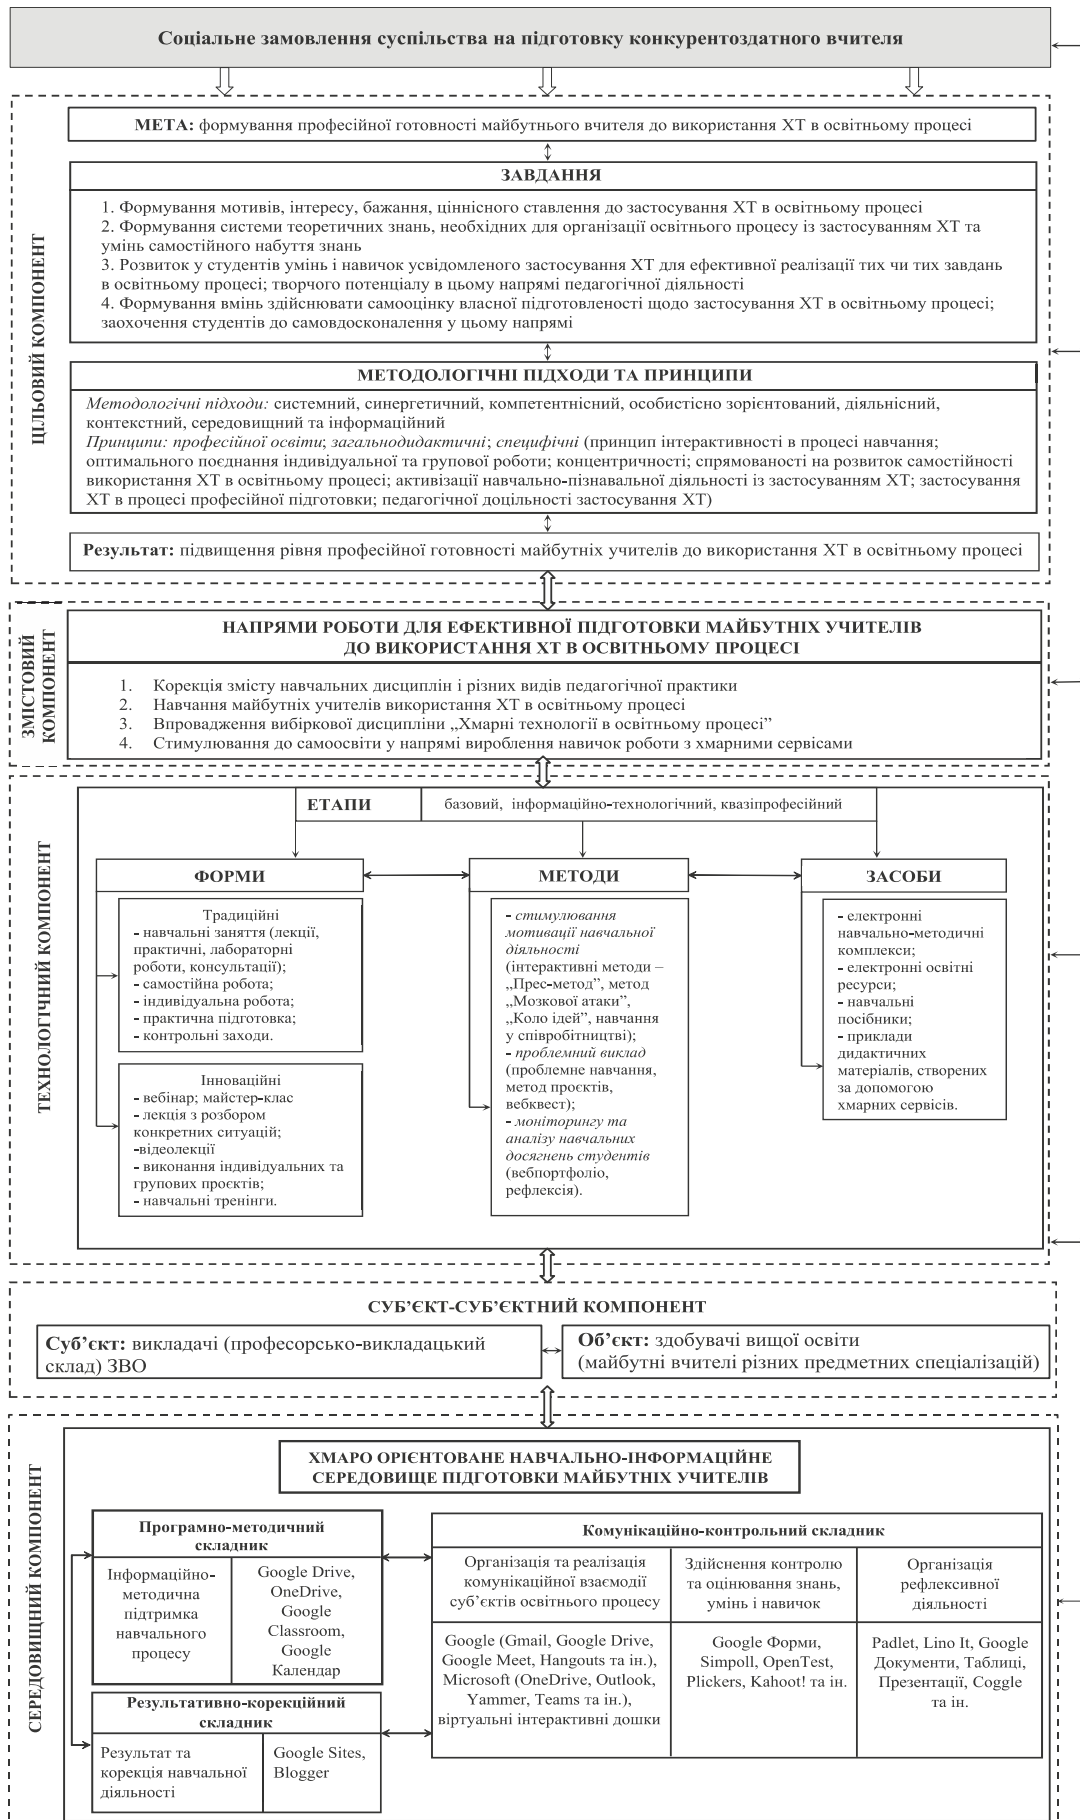 Соціальне замовлення суспільства на підготовку конкурентоздатного вчителя
ЦІЛЬОВИЙ КОМПОНЕНТ
МЕТА: формування професійної готовності майбутнього вчителя до використання ХТ в освітньому процесі
ЗАВДАННЯ
1. Формування мотивів, інтересу, бажання, ціннісного ставлення до застосування ХТ в освітньому процесі
2. Формування системи теоретичних знань, необхідних для організації освітнього процесу із застосуванням ХТ та
умінь самостійного набуття знань
3. Розвиток у студентів умінь і навичок усвідомленого застосування ХТ для ефективної реалізації тих чи тих завдань
в освітньому процесі; творчого потенціалу в цьому напрямі педагогічної діяльності
4. Формування вмінь здійснювати самооцінку власної підготовленості щодо застосування ХТ в освітньому процесі;
заохочення студентів до самовдосконалення у цьому напрямі
МЕТОДОЛОГІЧНІ ПІДХОДИ ТА ПРИНЦИПИ
Методологічні підходи: системний, синергетичний, компетентнісний, особистісно зорієнтований, діяльнісний,
контекстний, середовищний та інформаційний
Принципи: професійної освіти; загальнодидактичні; специфічні (принцип інтерактивності в процесі навчання;
оптимального поєднання індивідуальної та групової роботи; концентричності; спрямованості на розвиток самостійності
використання ХТ в освітньому процесі; активізації навчально-пізнавальної діяльності із застосуваням ХТ; застосування
ХТ в процесі професійної підготовки; педагогічної доцільності застосування ХТ)
Результат: підвищення рівня професійної готовності майбутніх учителів до використання ХТ в освітньому процесі
ЗМІСТОВИЙ
КОМПОНЕНТ
НАПРЯМИ РОБОТИ ДЛЯ ЕФЕКТИВНОЇ ПІДГОТОВКИ МАЙБУТНІХ УЧИТЕЛІВ
ДО ВИКОРИСТАННЯ ХТ В ОСВІТНЬОМУ ПРОЦЕСІ
1. Корекція змісту навчальних дисциплін і різних видів педагогічної практики
2. Навчання майбутніх учителів використання ХТ в освітньому процесі
3. Впровадження вибіркової дисципліни „Хмарні технології в освітньому процесі”
4. Стимулювання до самоосвіти у напрямі вироблення навичок роботи з хмарними сервісами
ТЕХНОЛОГІЧНИЙ КОМПОНЕНТ
ЕТАПИ
базовий, інформаційно-технологічний, квазіпрофесійний
ФОРМИ
Традиційні
- навчальні заняття (лекції,
практичні, лабораторні
роботи, консультації);
- самостійна робота;
- індивідуальна робота;
- практична підготовка;
- контрольні заходи.
Інноваційні
- вебінар; майстер-клас
- лекція з розбором
конкретних ситуацій;
-відеолекції
- виконання індивідуальних та
групових проєктів;
- навчальні тренінги.
МЕТОДИ
- стимулювання
мотивації навчальної
діяльності
(інтерактивні методи –
„Прес-метод”, метод
„Мозкової атаки”,
„Коло ідей”, навчання
у співробітництві);
- проблемний виклад
(проблемне навчання,
метод проєктів,
вебквест);
- моніторингу та
аналізу навчальних
досягнень студентів
(вебпортфоліо,
рефлексія).
ЗАСОБИ
- електронні
навчально-методичні
комплекси;
- електронні освітні
ресурси;
- навчальні
посібники;
- приклади
дидактичних
матеріалів, створених
за допомогою
хмарних сервісів.
СУБ’ЄКТ-СУБ’ЄКТНИЙ КОМПОНЕНТ
Суб’єкт: викладачі (професорсько-викладацький
склад) ЗВО
Об’єкт: здобувачі вищої освіти
(майбутні вчителі різних предметних спеціалізацій)
СЕРЕДОВИЩНИЙ КОМПОНЕНТ
ХМАРО ОРІЄНТОВАНЕ НАВЧАЛЬНО-ІНФОРМАЦІЙНЕ
СЕРЕДОВИЩЕ ПІДГОТОВКИ МАЙБУТНІХ УЧИТЕЛІВ
Програмно-методичний
складник
Інформаційно-
методична
підтримка
навчального
процесу
Google Drive,
OneDrive,
Google
Classroom,
Google
Календар
Результативно-корекційний
складник
Результат та
корекція навчальної
діяльності
Google Sites,
Blogger
Комунікаційно-контрольний складник
Організація та реалізація
комунікаційної взаємодії
суб’єктів освітнього процесу
Здійснення контролю
та оцінювання знань,
умінь і навичок
Організація
рефлексивної
діяльності
Google (Gmail, Google Drive,
Google Meet, Hangouts та ін.),
Microsoft (OneDrive, Outlook,
Yammer, Teams та ін.),
віртуальні інтерактивні дошки
Google Форми,
Simpoll, OpenTest,
Plickers, Kahoot! та ін.
Padlet, Lino It, Google
Документи, Таблиці,
Презентації, Coggle
та ін.